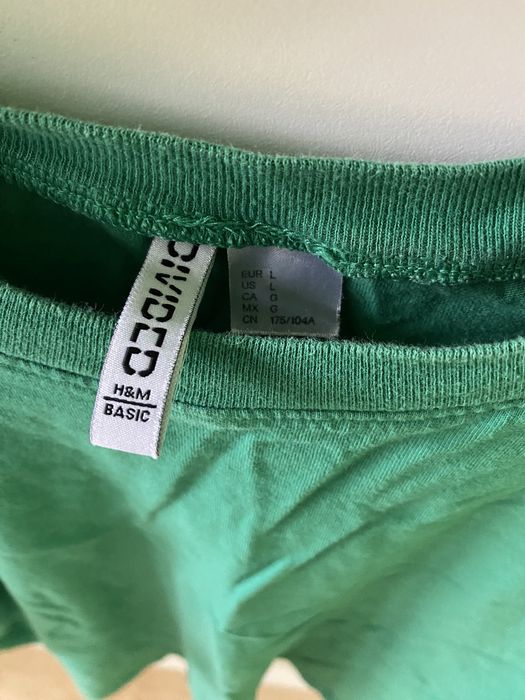 DIVIDED
H&M
BASIC
EUR L
US L
CA G
MX G
CN 175/104A